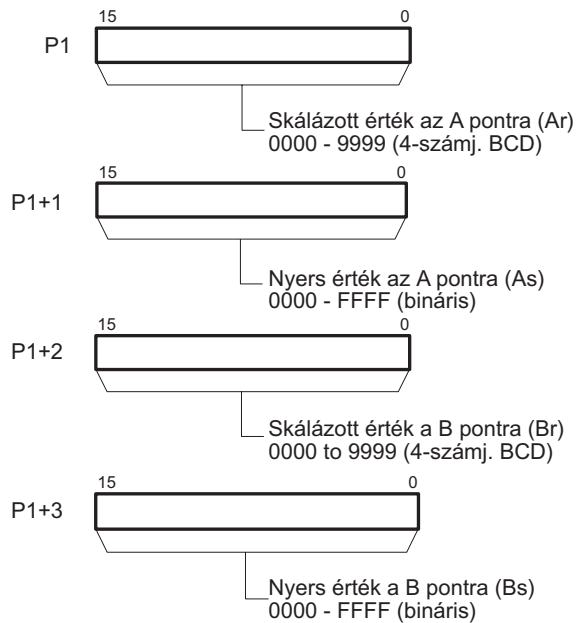 15 0
P1
Skálázott érték az A pontra (Ar)
0000 - 9999 (4-számj. BCD)
15 0
P1+1
Nyers érték az A pontra (As)
0000 - FFFF (bináris)
15 0
P1+2
Skálázott érték a B pontra (Br)
0000 to 9999 (4-számj. BCD)
15 0
P1+3
Nyers érték a B pontra (Bs)
0000 - FFFF (bináris)